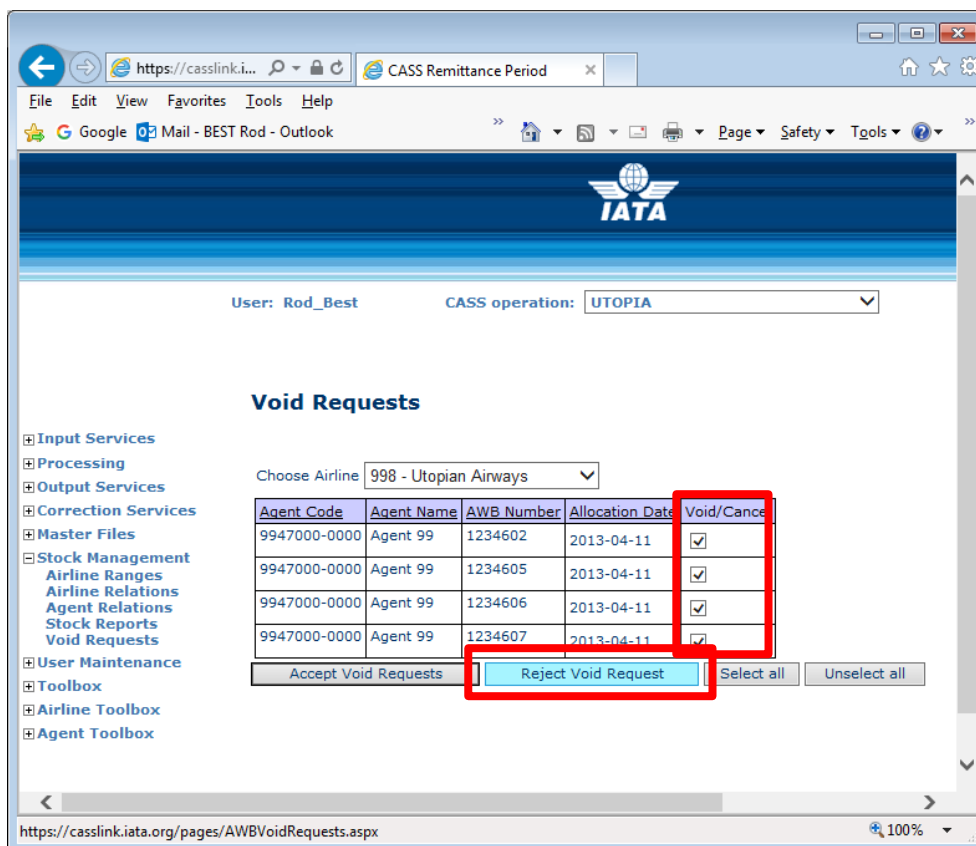 https://casslink.i...
CASS Remittance Period
File Edit View Favorites Tools Help
Google Mail - BEST Rod - Outlook » Page Safety Tools »
IATA
User: Rod_Best CASS operation: UTOPIA
Void Requests
Input Services
Processing
Output Services
Correction Services
Master Files
Stock Management
Airline Ranges
Airline Relations
Agent Relations
Stock Reports
Void Requests
User Maintenance
Toolbox
Airline Toolbox
Agent Toolbox
Choose Airline 998 - Utopian Airways
Agent Code Agent Name AWB Number Allocation Date Void/Cancel
9947000-0000 Agent 99 1234602 2013-04-11
9947000-0000 Agent 99 1234605 2013-04-11
9947000-0000 Agent 99 1234606 2013-04-11
9947000-0000 Agent 99 1234607 2013-04-11
Accept Void Requests Reject Void Request Select all Unselect all
https://casslink.iata.org/pages/AWBVoidRequests.aspx 100%